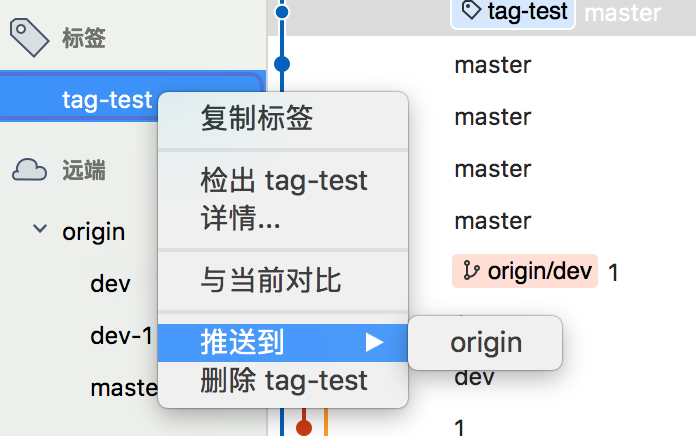 标签
tag-test
远端
origin
dev
dev-1
maste
复制标签
检出 tag-test
详情...
与当前对比
推送到
删除 tag-test
origin
tag-test master
master
master
master
master
origin/dev 1
dev
1